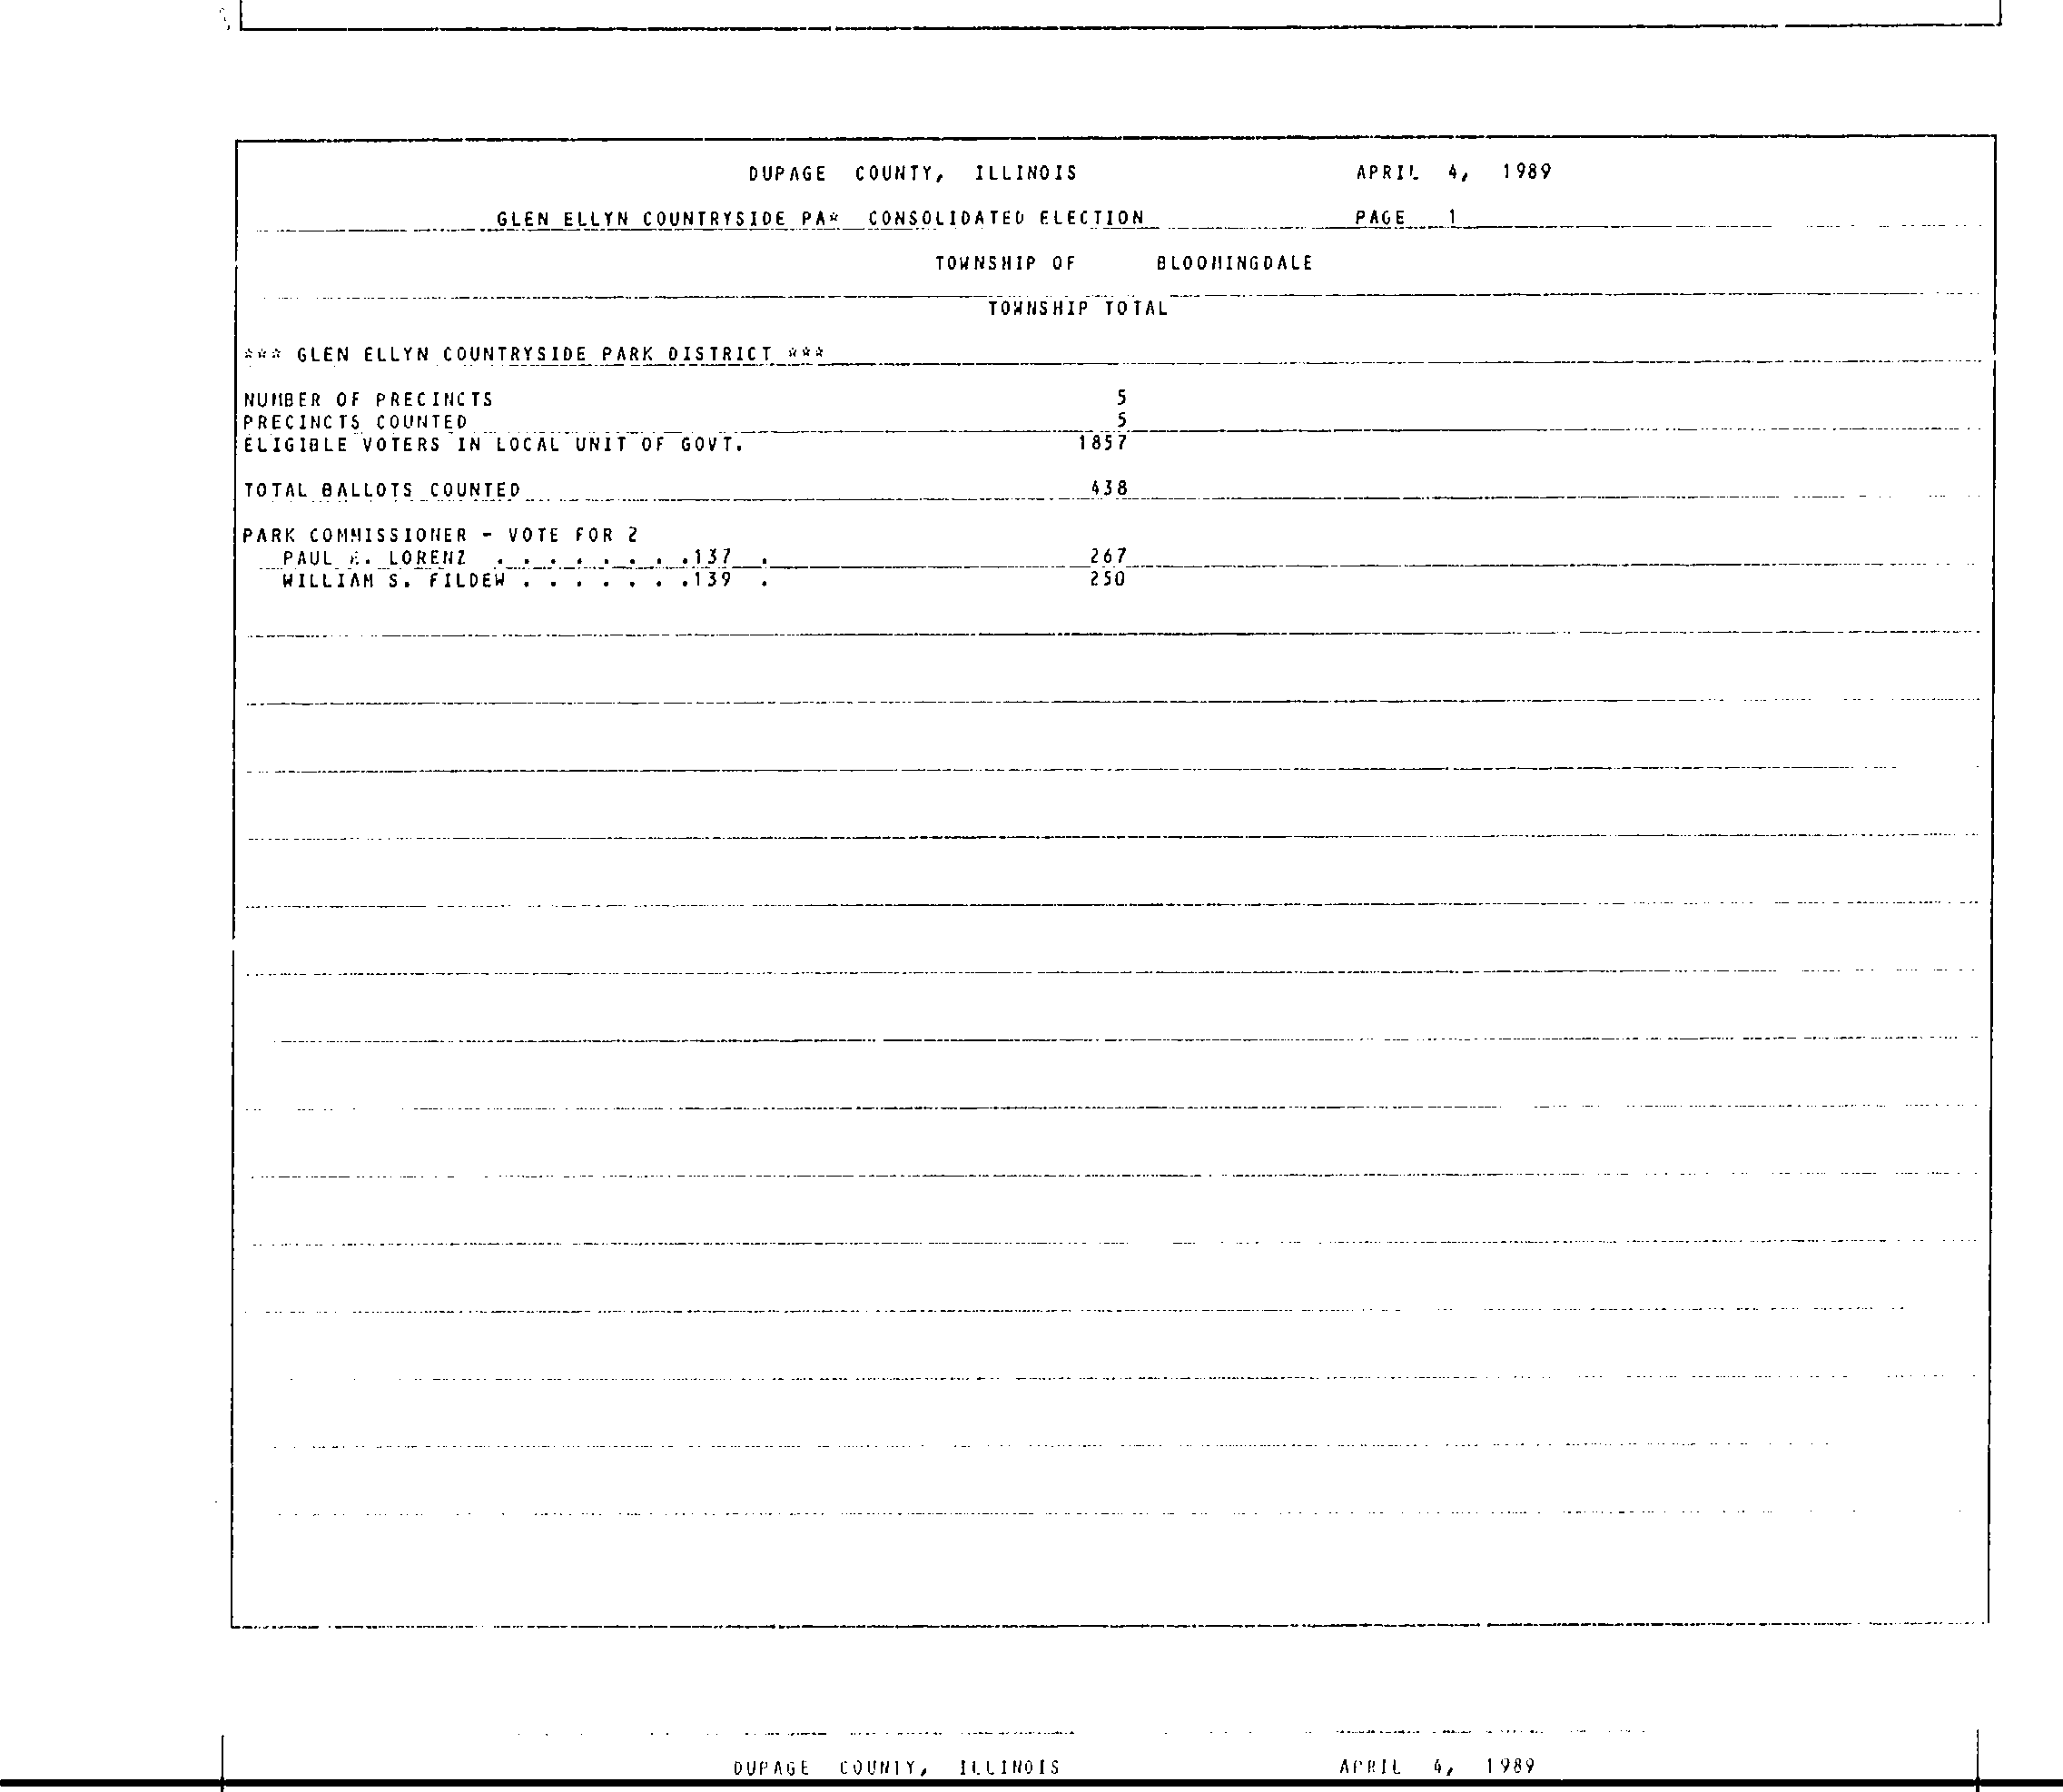 DUPAGE COUNTY, ILLINOIS APRIL 4, 1989
GLEN ELLYN COUNTRYSIDE PA* CONSOLIDATED ELECTION PAGE 1
TOWNSHIP OF BLOOMINGDALE
TOWNSHIP TOTAL
*** GLEN ELLYN COUNTRYSIDE PARK DISTRICT ***
NUMBER OF PRECINCTS 5
PRECINCTS COUNTED 5
ELIGIBLE VOTERS IN LOCAL UNIT OF GOVT. 1857
TOTAL BALLOTS COUNTED 438
PARK COMMISSIONER - VOTE FOR 2
PAUL LORENZ . . . . . . . .137 . 267
WILLIAM S. FILDEW . . . . . . .139 . 250
DUPAGE COUNTY, ILLINOIS APRIL 4, 1989